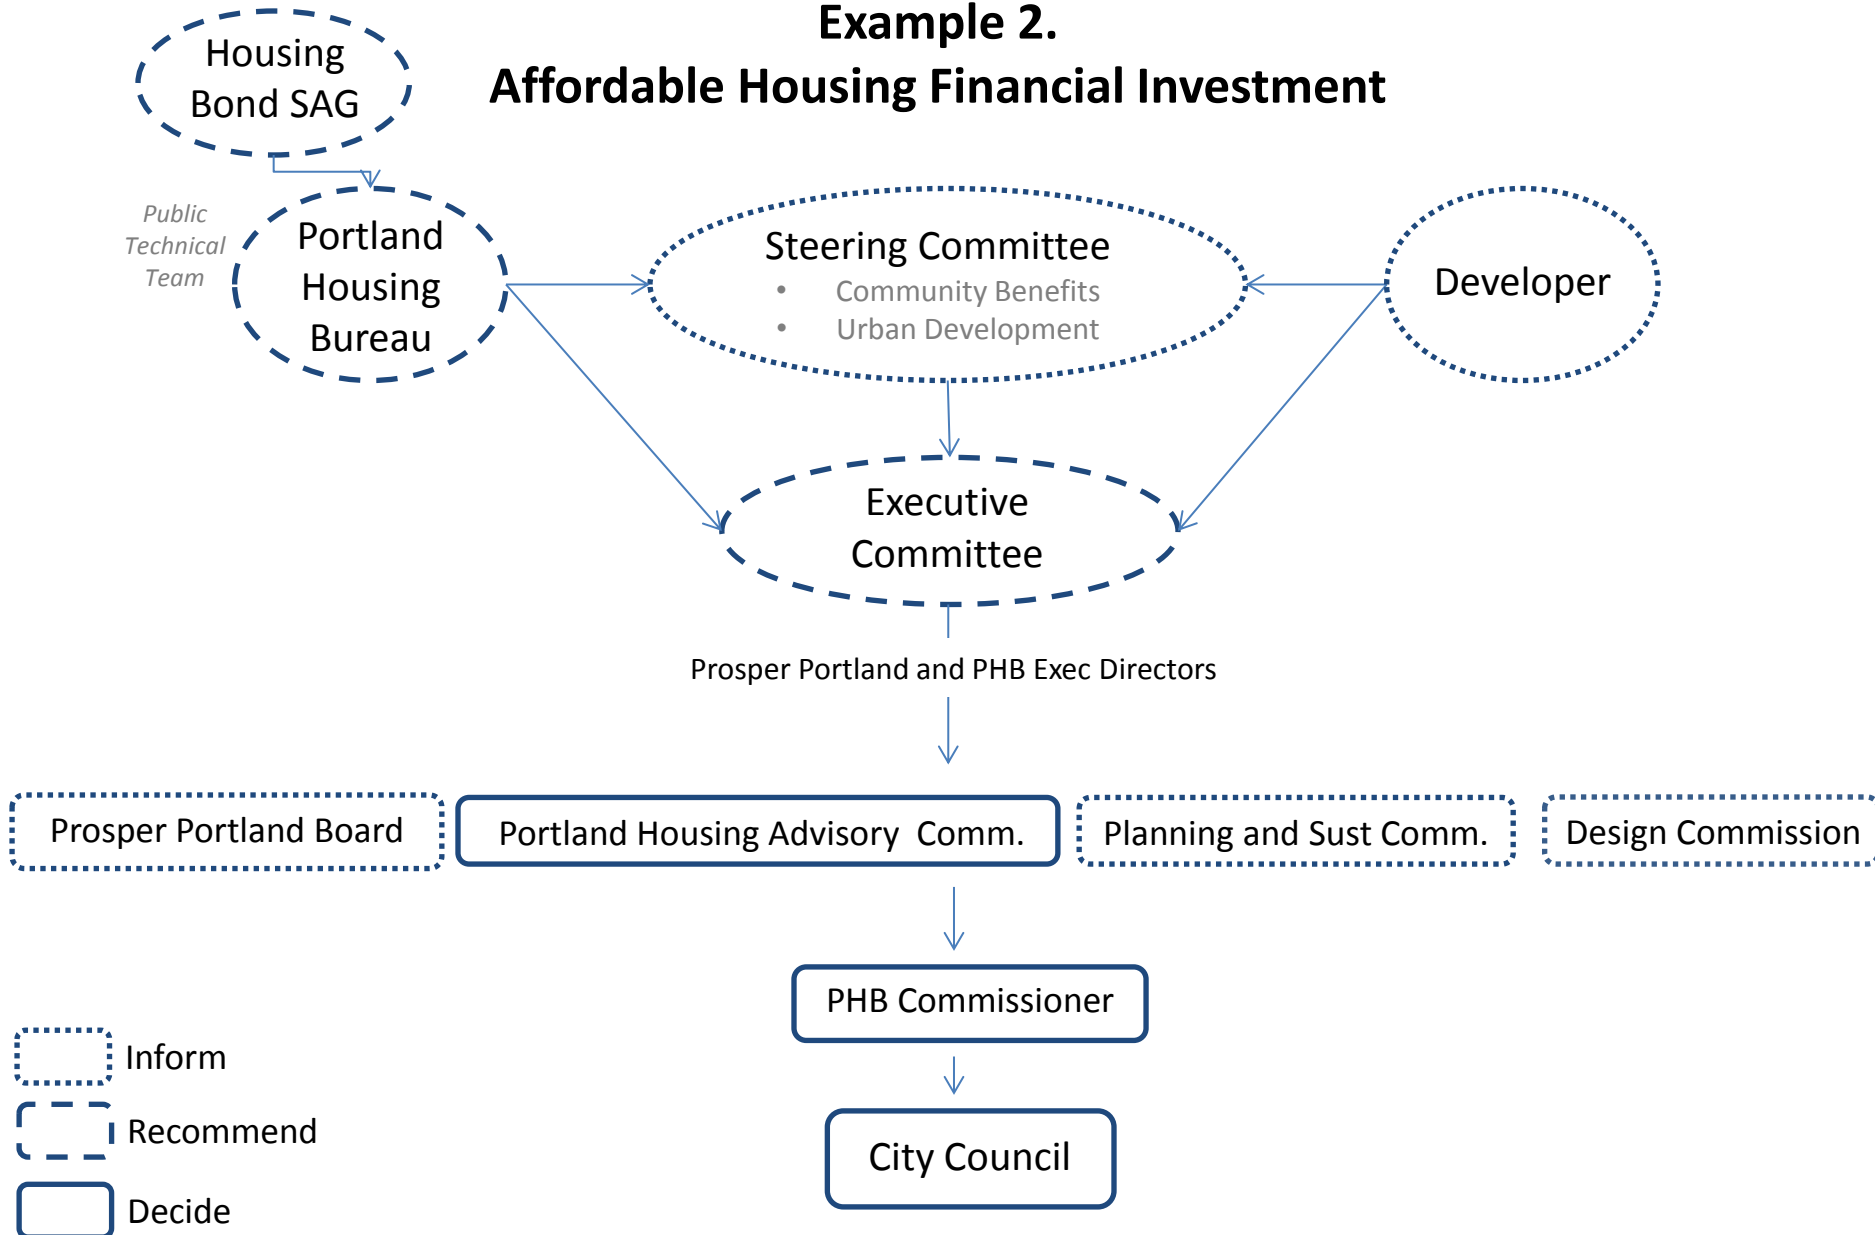 Example 2.
Affordable Housing Financial Investment
Housing
Bond SAG
Public
Technical
Team
Portland
Housing
Bureau
Steering Committee
• Community Benefits
• Urban Development
Developer
Executive
Committee
Prosper Portland and PHB Exec Directors
Prosper Portland Board
Portland Housing Advisory Comm.
Planning and Sust Comm.
Design Commission
PHB Commissioner
City Council
Inform
Recommend
Decide